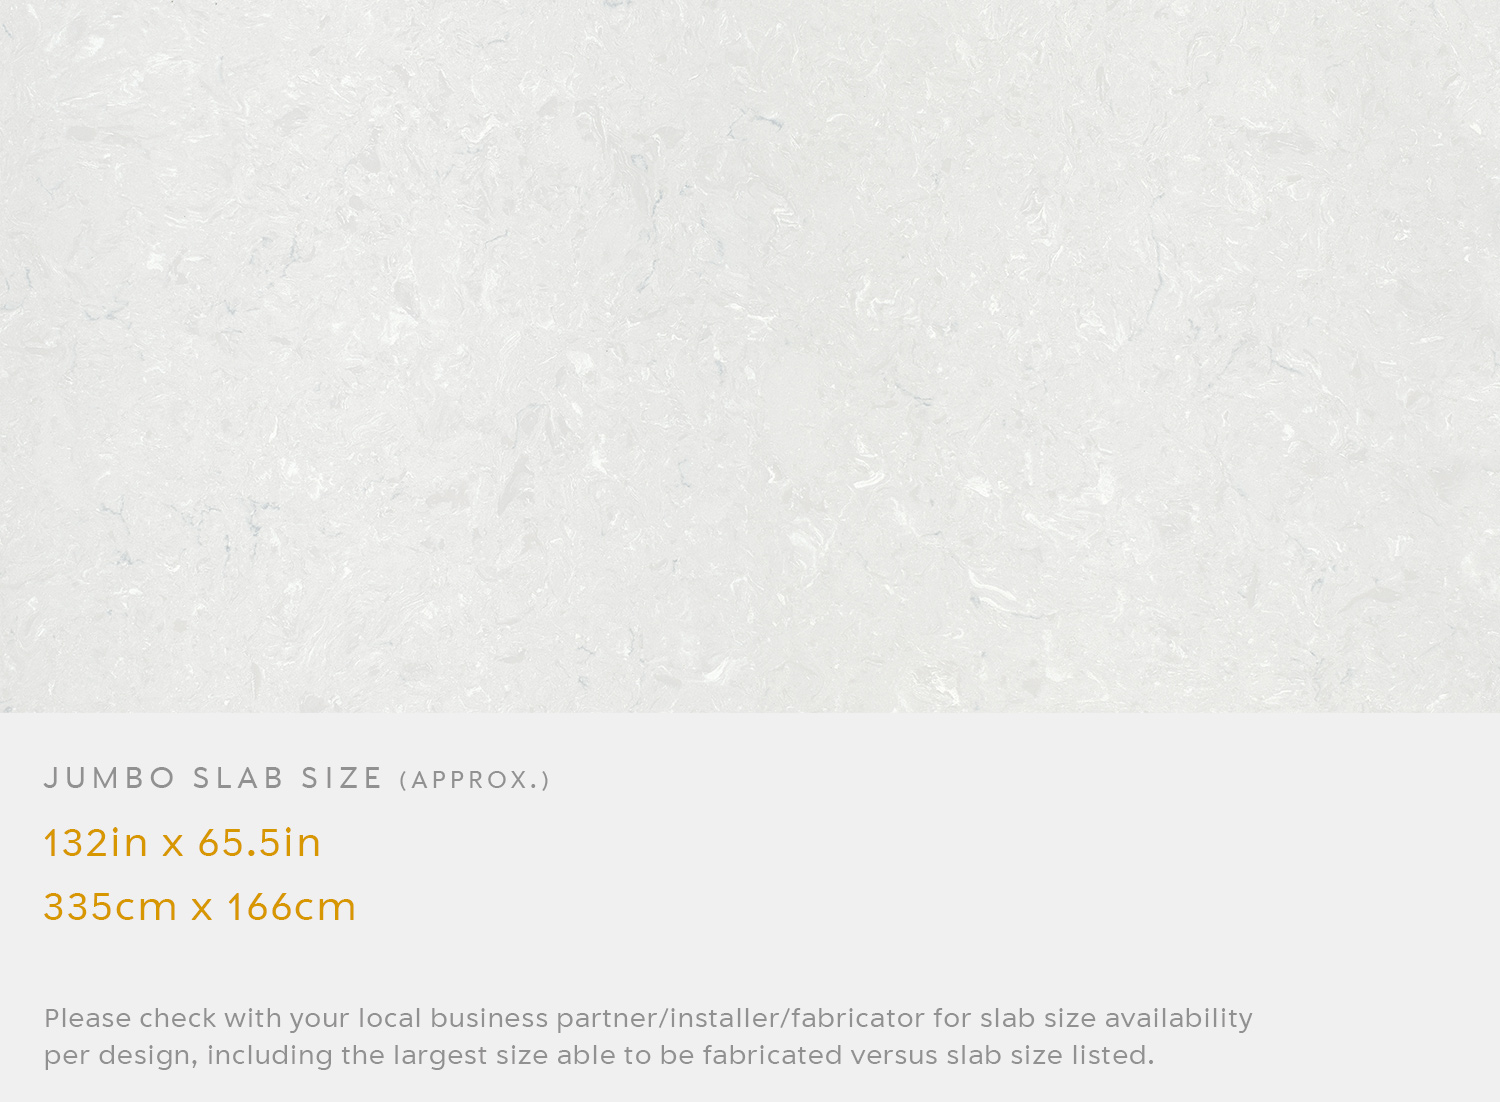 JUMBO SLAB SIZE (APPROX.)
132in x 65.5in
335cm x 166cm
Please check with your local business partner/installer/fabricator for slab size availability
per design, including the largest size able to be fabricated versus slab size listed.